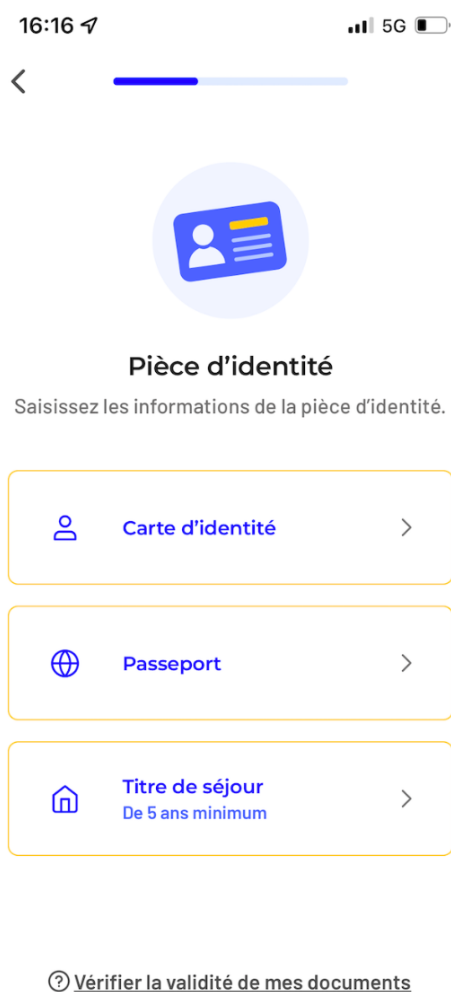 16:16
5G
Pièce d’identité
Saisissez les informations de la pièce d’identité.
Carte d’identité
Passeport
Titre de séjour
De 5 ans minimum
Vérifier la validité de mes documents